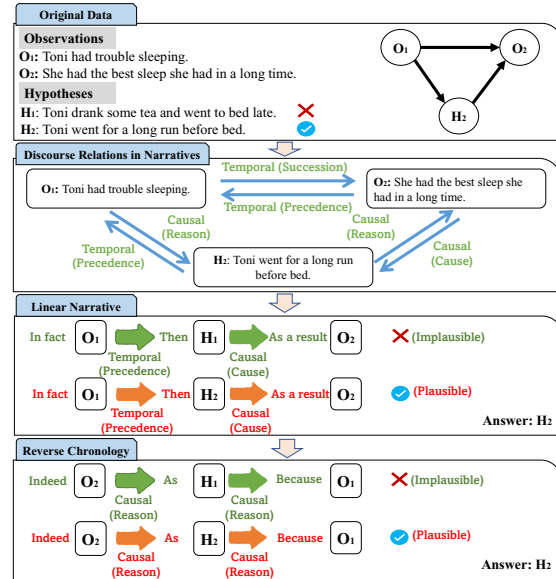 Original Data
Observations
O₁: Toni had trouble sleeping.
O₂: She had the best sleep she had in a long time.
Hypotheses
H₁: Toni drank some tea and went to bed late.
H₂: Toni went for a long run before bed.
O₁
O₂
H₂
Discourse Relations in Narratives
O₁: Toni had trouble sleeping.
Temporal (Succession)
Temporal (Precedence)
O₂: She had the best sleep she
had in a long time.
Causal
(Reason)
Temporal
(Precedence)
Causal
(Reason)
Causal
(Cause)
H₂: Toni went for a long run
before bed.
Linear Narrative
In fact O₁ Then H₁ As a result O₂ (Implausible)
Temporal
(Precedence)
Causal
(Cause)
In fact O₁ Then H₂ As a result O₂ (Plausible)
Temporal
(Precedence)
Causal
(Cause)
Answer: H₂
Reverse Chronology
Indeed O₂ As H₁ Because O₁ (Implausible)
Causal
(Reason)
Causal
(Reason)
Indeed O₂ As H₂ Because O₁ (Plausible)
Causal
(Reason)
Causal
(Reason)
Answer: H₂